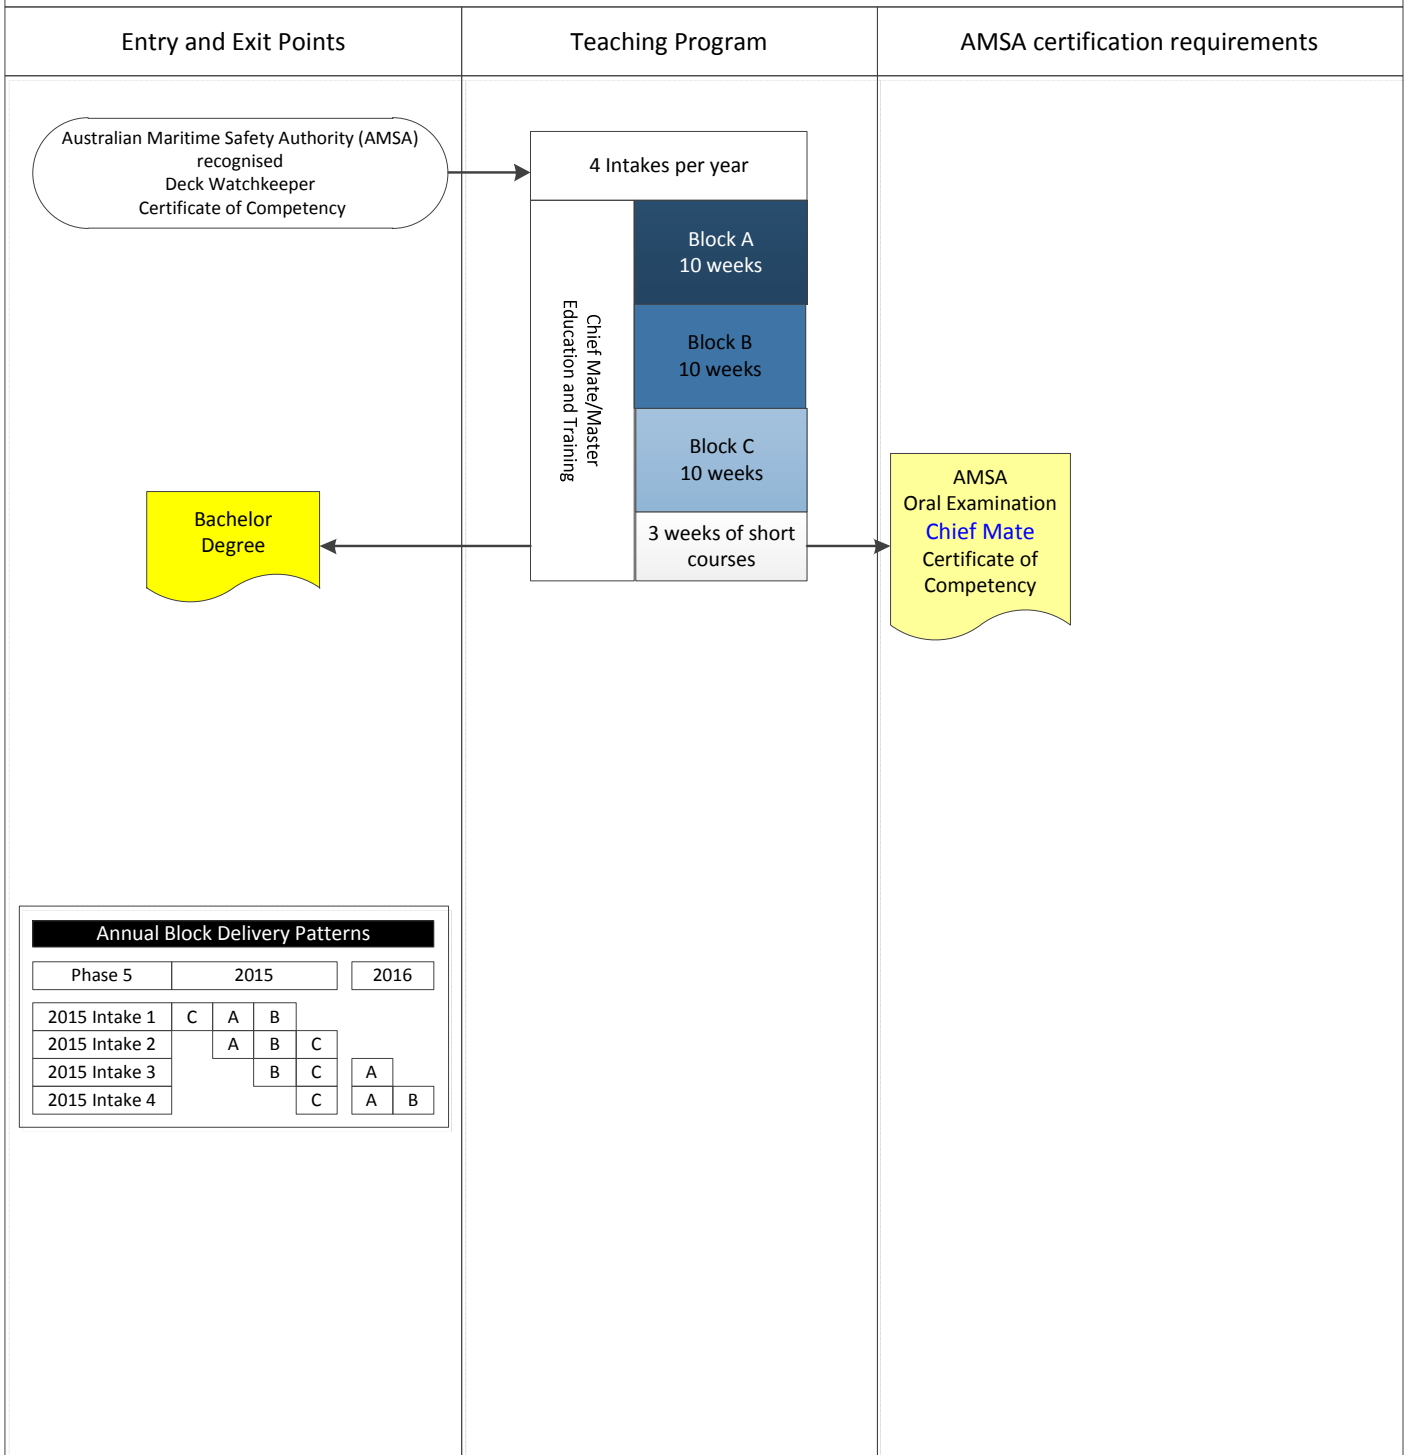 Entry and Exit Points
Teaching Program
AMSA certification requirements
Australian Maritime Safety Authority (AMSA)
recognised
Deck Watchkeeper
Certificate of Competency
4 Intakes per year
Chief Mate/Master
Education and Training
Block A
10 weeks
Block B
10 weeks
Block C
10 weeks
3 weeks of short
courses
Bachelor
Degree
AMSA
Oral Examination
Chief Mate
Certificate of
Competency
Annual Block Delivery Patterns
Phase 5 2015 2016
2015 Intake 1 C A B
2015 Intake 2 A B C
2015 Intake 3 B C A
2015 Intake 4 C A B